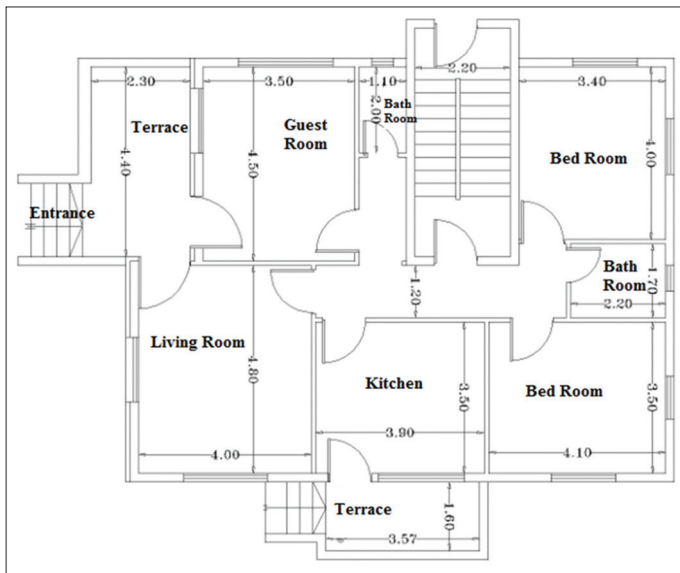 2.30
3.50
1.10
2.20
3.40
Terrace
Guest
Room
2.00
Bath
Room
Bed Room
4.40
4.50
4.00
Entrance
Bath
Room
1.70
2.20
1.20
Living Room
4.80
Kitchen
3.50
Bed Room
3.50
3.90
4.00
4.10
Terrace
1.60
3.57